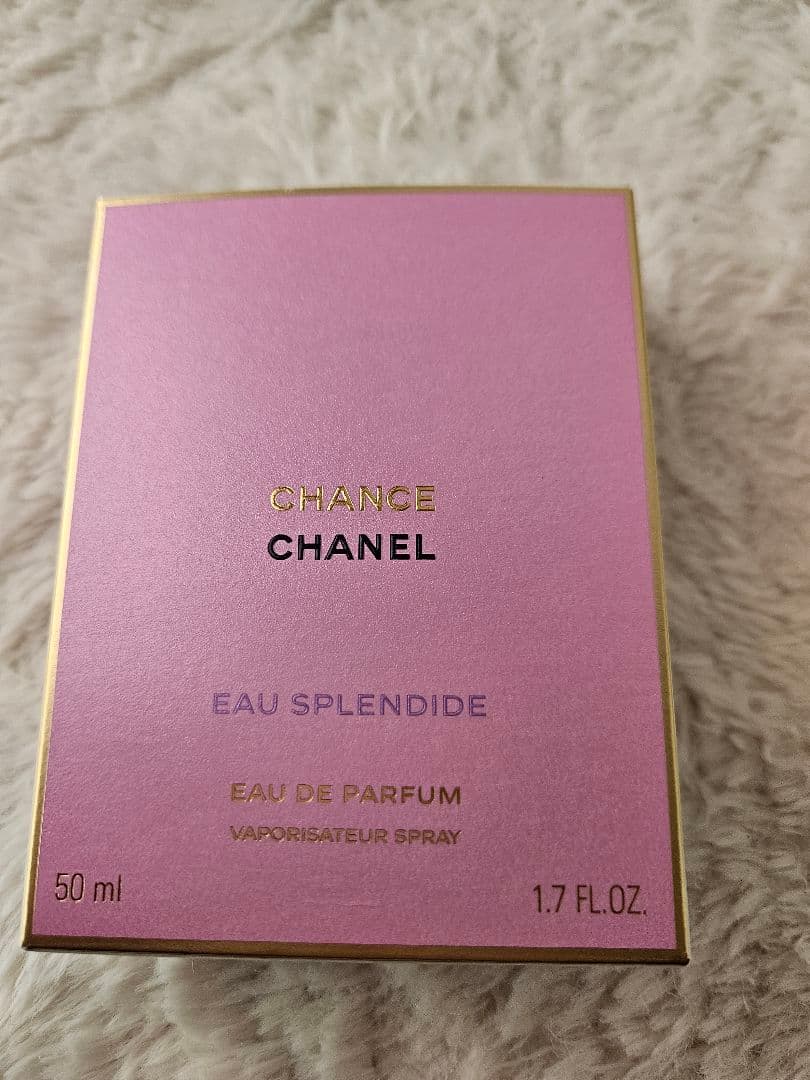 CHANCE
CHANEL
EAU SPLENDIDE
EAU DE PARFUM
VAPORISATEUR SPRAY
50 ml 1.7 FL.OZ.